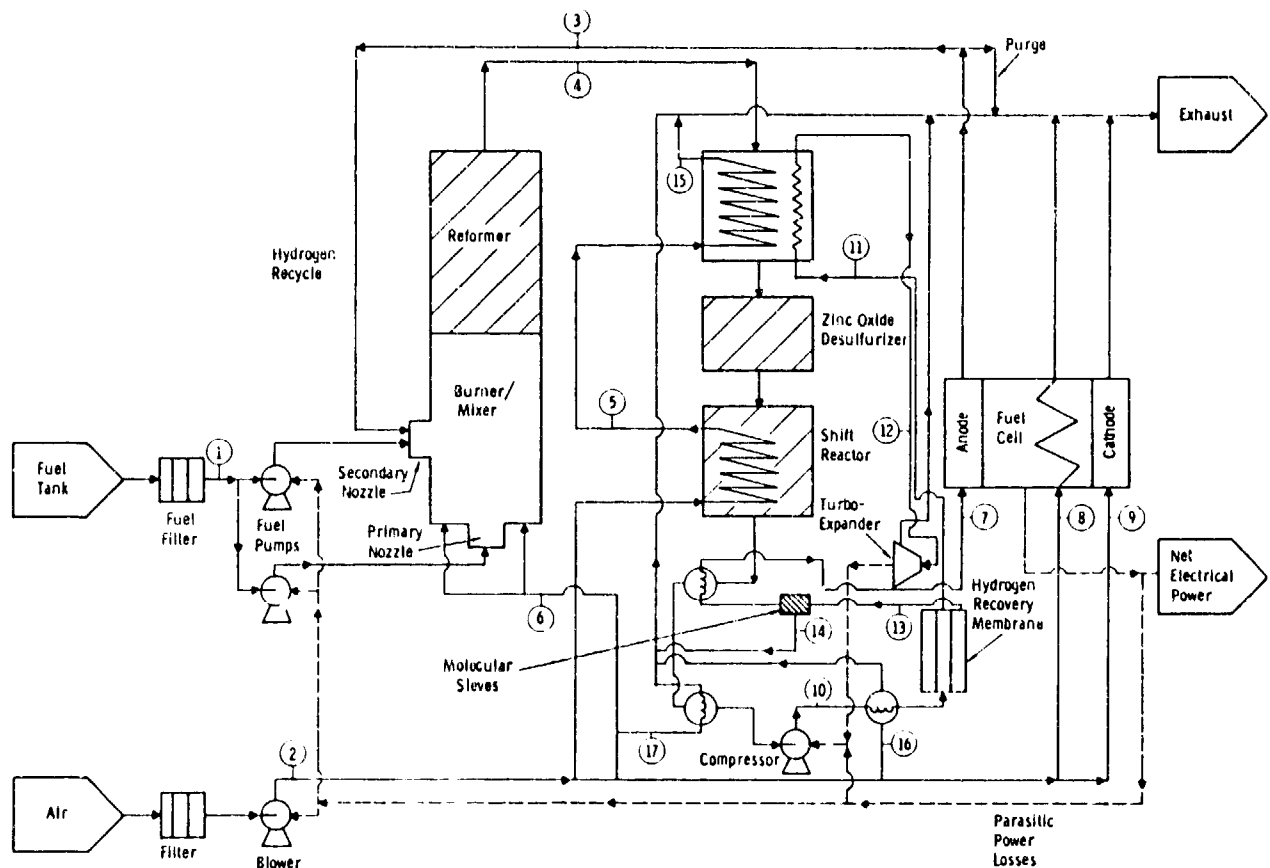 3
4
Purge
Exhaust
15
Reformer
Hydrogen
Recycle
11
Zinc Oxide
Desulfurizer
Burner/
Mixer
5
12
Shift
Reactor
Anode
Fuel
Cell
Cathode
1
Fuel
Tank
Secondary
Nozzle
Fuel
Filter
Fuel
Pumps
Primary
Nozzle
Turbo-
Expander
7
8
9
Net
Electrical
Power
6
Hydrogen
Recovery
Membrane
13
14
Molecular
Sieves
10
17
16
Compressor
2
Air
Filter
Blower
Parasitic
Power
Losses